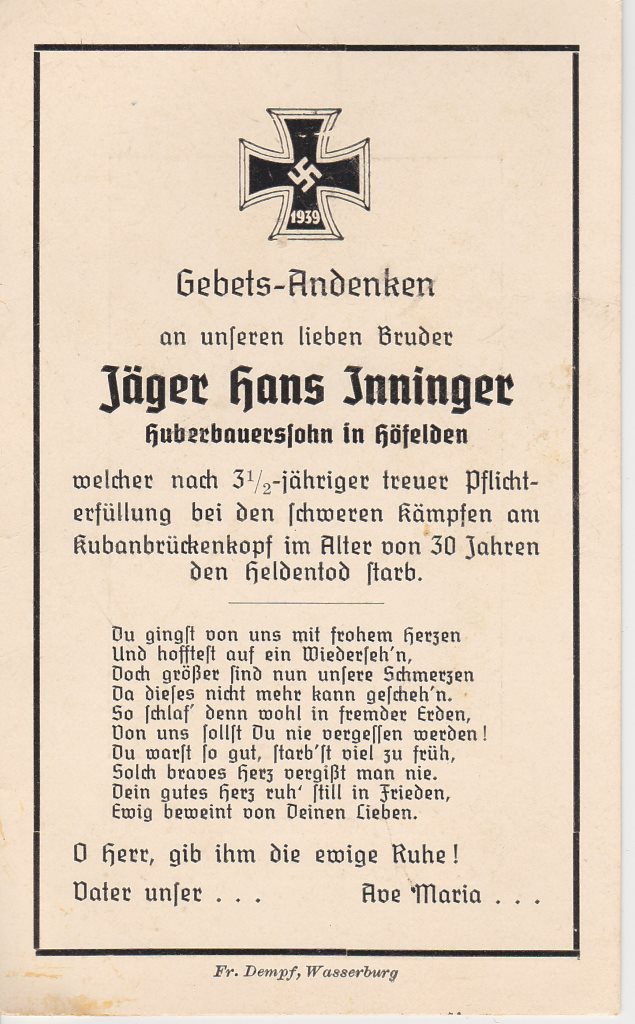 1939
Gebets-Andenken
an unseren lieben Bruder
Jäger Hans Inninger
Huberbauerssohn in Höfelden
welcher nach 3½-jähriger treuer Pflicht-
erfüllung bei den schweren Kämpfen am
Kubanbrückenkopf im Alter von 30 Jahren
den Heldentod starb.
Du gingst von uns mit frohem Herzen
Und hofftest auf ein Wiederseh'n,
Doch größer sind nun unsere Schmerzen
Da dieses nicht mehr kann gescheh'n.
So schlaf' denn wohl in fremder Erden,
Von uns sollst Du nie vergessen werden!
Du warst so gut, starb'st viel zu früh,
Solch braves Herz vergißt man nie.
Dein gutes Herz ruh' still in Frieden,
Ewig beweint von Deinen Lieben.
O Herr, gib ihm die ewige Ruhe!
Vater unser . . . Ave Maria . . .
Fr. Dempf, Wasserburg